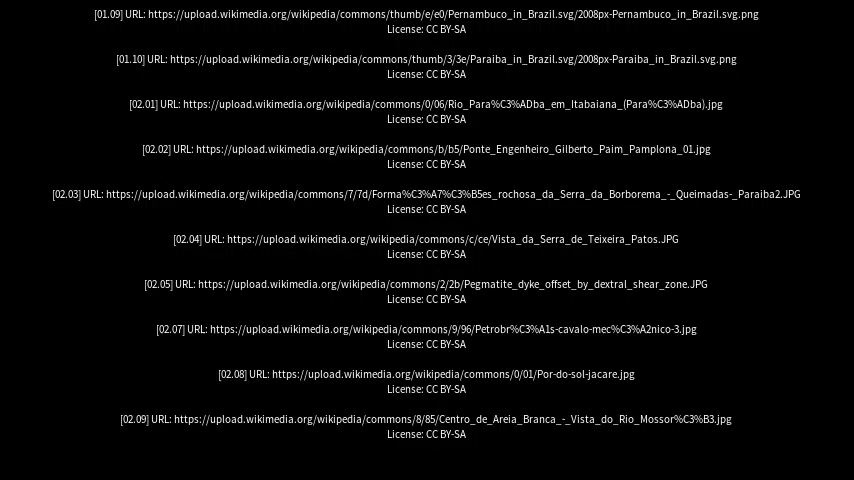 [01.09] URL: https://upload.wikimedia.org/wikipedia/commons/thumb/e/e0/Pernambuco_in_Brazil.svg/2008px-Pernambuco_in_Brazil.svg.png
License: CC BY-SA
[01.10] URL: https://upload.wikimedia.org/wikipedia/commons/thumb/3/3e/Paraiba_in_Brazil.svg/2008px-Paraiba_in_Brazil.svg.png
License: CC BY-SA
[02.01] URL: https://upload.wikimedia.org/wikipedia/commons/0/06/Rio_Para%C3%ADba_em_Itabaiana_(Para%C3%ADba).jpg
License: CC BY-SA
[02.02] URL: https://upload.wikimedia.org/wikipedia/commons/b/b5/Ponte_Engenheiro_Gilberto_Paim_Pamplona_01.jpg
License: CC BY-SA
[02.03] URL: https://upload.wikimedia.org/wikipedia/commons/7/7d/Forma%C3%A7%C3%B5es_rochosa_da_Serra_da_Borborema_-_Queimadas-_Paraiba2.JPG
License: CC BY-SA
[02.04] URL: https://upload.wikimedia.org/wikipedia/commons/c/ce/Vista_da_Serra_de_Teixeira_Patos.JPG
License: CC BY-SA
[02.05] URL: https://upload.wikimedia.org/wikipedia/commons/2/2b/Pegmatite_dyke_offset_by_dextral_shear_zone.JPG
License: CC BY-SA
[02.07] URL: https://upload.wikimedia.org/wikipedia/commons/9/96/Petrobr%C3%A1s-cavalo-mec%C3%A2nico-3.jpg
License: CC BY-SA
[02.08] URL: https://upload.wikimedia.org/wikipedia/commons/0/01/Por-do-sol-jacare.jpg
License: CC BY-SA
[02.09] URL: https://upload.wikimedia.org/wikipedia/commons/8/85/Centro_de_Areia_Branca_-_Vista_do_Rio_Mossor%C3%B3.jpg
License: CC BY-SA